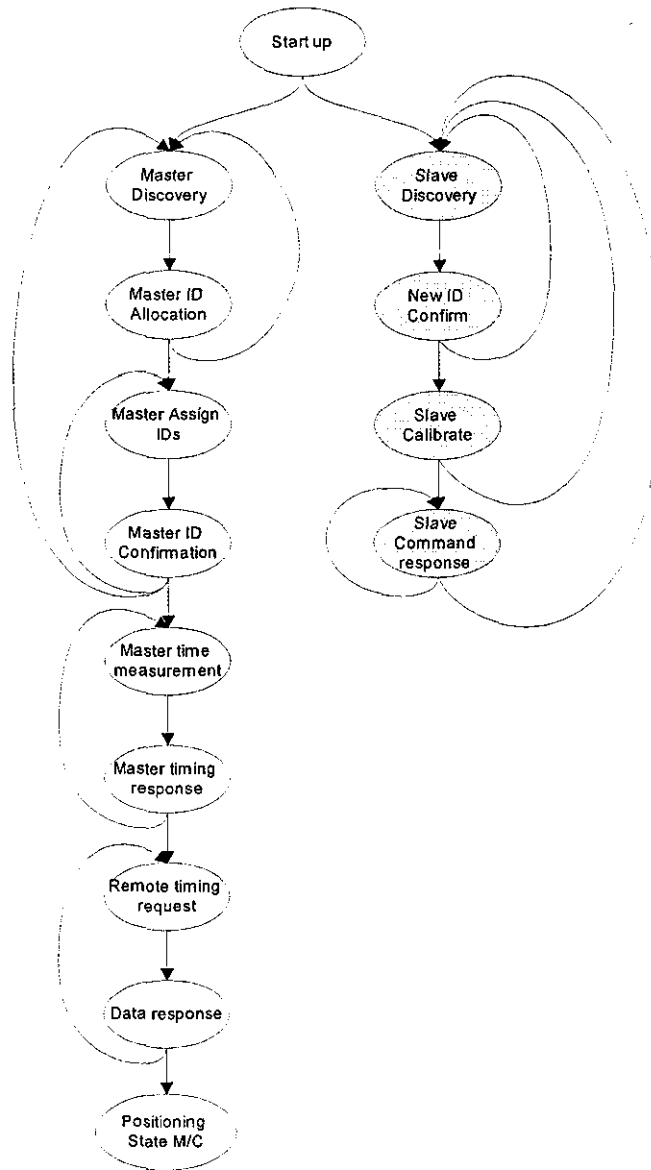 Start up
Master
Discovery
Master ID
Allocation
Master Assign
IDs
Master ID
Confirmation
Master time
measurement
Master timing
response
Remote timing
request
Data response
Positioning
State M/C
Slave
Discovery
New ID
Confirm
Slave
Calibrate
Slave
Command
response